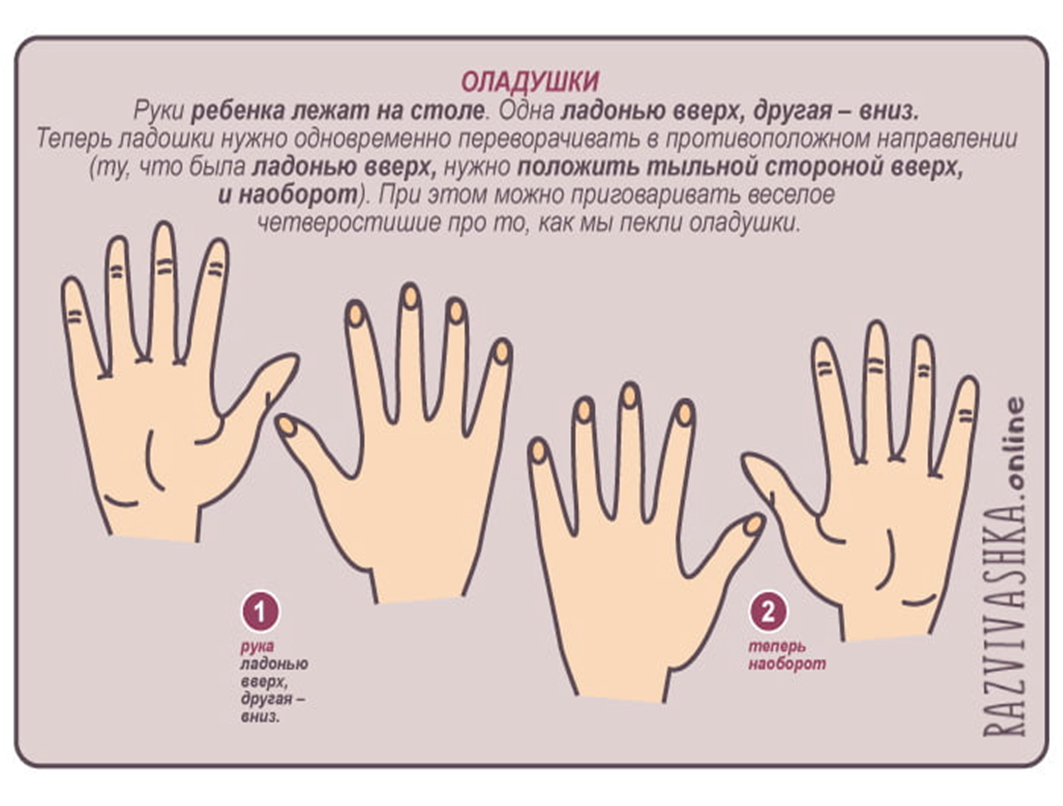 ОЛАДУШКИ
Руки ребенка лежат на столе. Одна ладонью вверх, другая – вниз.
Теперь ладошки нужно одновременно переворачивать в противоположном направлении
(ту, что была ладонью вверх, нужно положить тыльной стороной вверх,
и наоборот). При этом можно приговаривать веселое
четверостишие про то, как мы пекли оладушки.
1
рука
ладонью
вверх,
другая –
вниз.
2
теперь
наоборот
RAZVIVASHKA.online